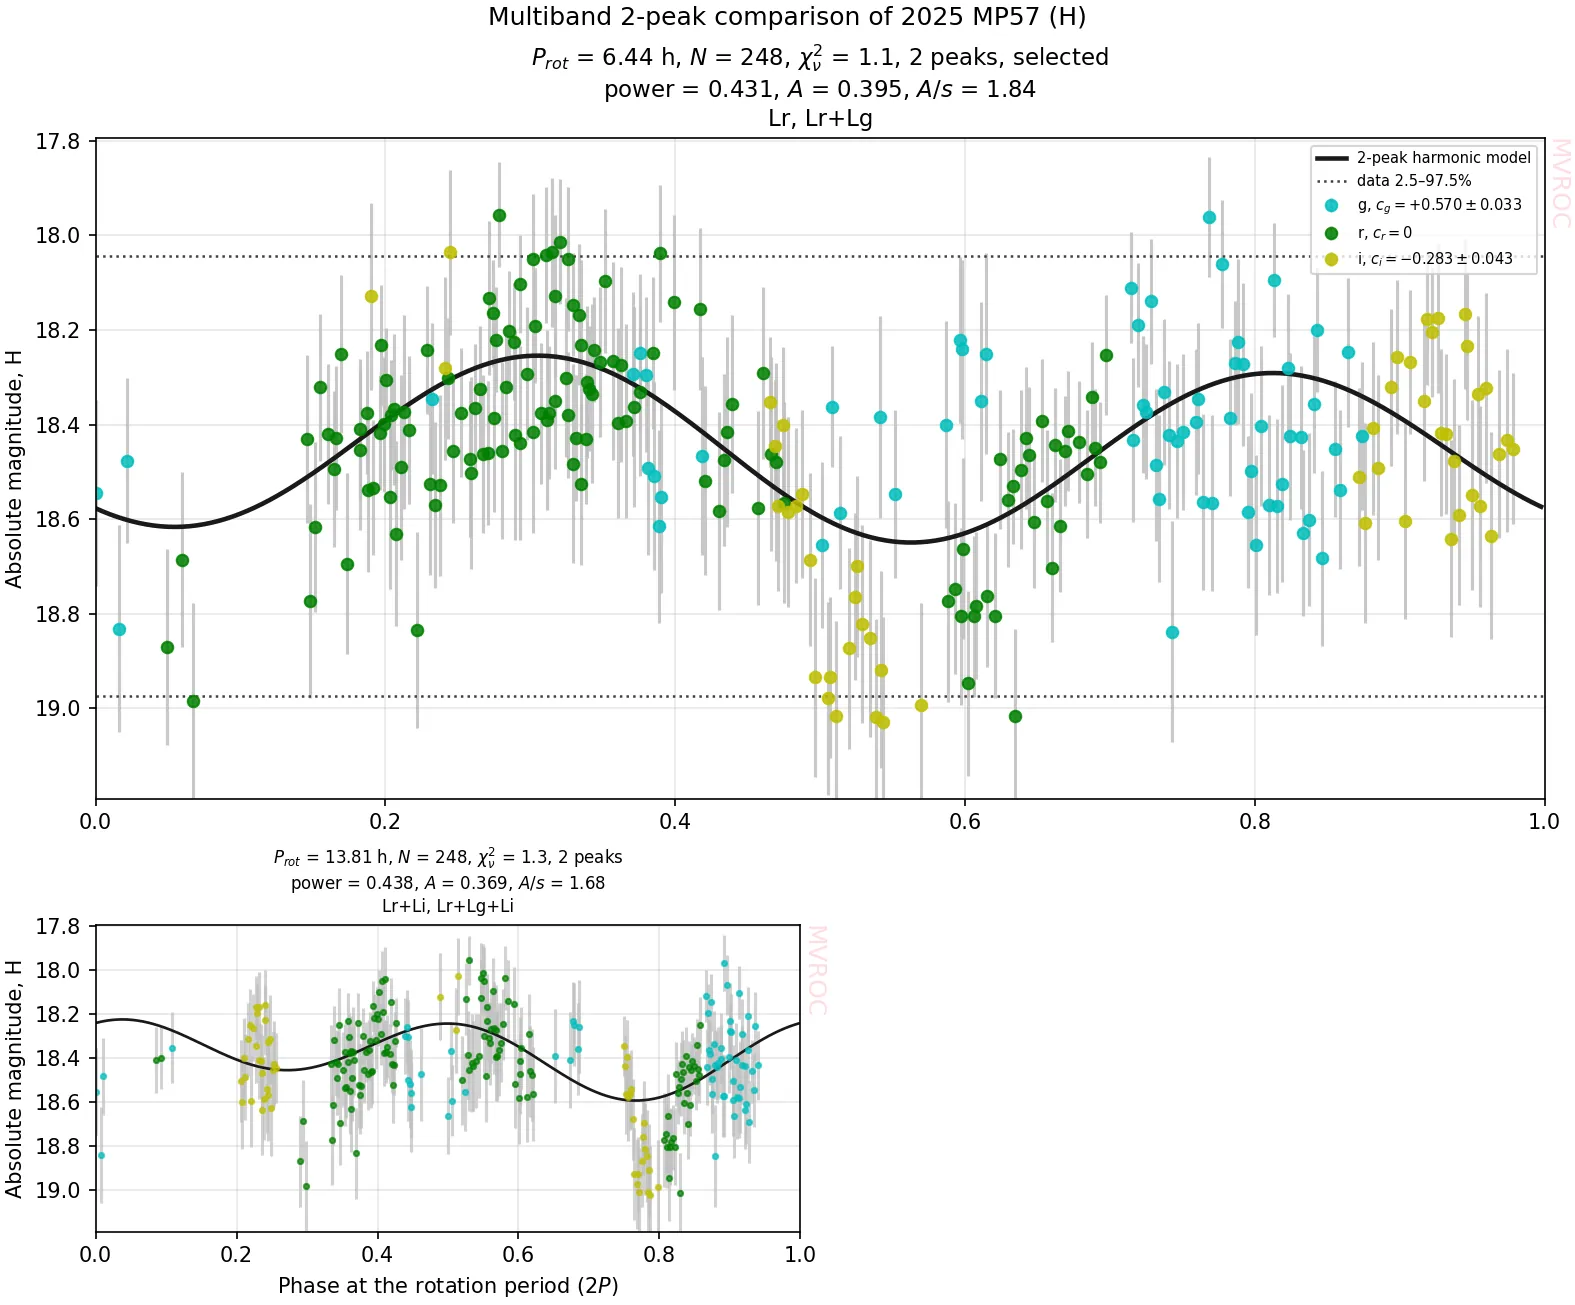 Multiband 2-peak comparison of 2025 MP57 (H)
P_rot = 6.44 h, N = 248, χ²_ν = 1.1, 2 peaks, selected
power = 0.431, A = 0.395, A/s = 1.84
Lr, Lr+Lg
Absolute magnitude, H
17.8
18.0
18.2
18.4
18.6
18.8
19.0
2-peak harmonic model
data 2.5–97.5%
g, c_g = +0.570 ± 0.033
r, c_r = 0
i, c_i = −0.283 ± 0.043
MVROC
0.0 0.2 0.4 0.6 0.8 1.0
P_rot = 13.81 h, N = 248, χ²_ν = 1.3, 2 peaks
power = 0.438, A = 0.369, A/s = 1.68
Lr+Li, Lr+Lg+Li
Absolute magnitude, H
17.8
18.0
18.2
18.4
18.6
18.8
19.0
MVROC
0.0 0.2 0.4 0.6 0.8 1.0
Phase at the rotation period (2P)